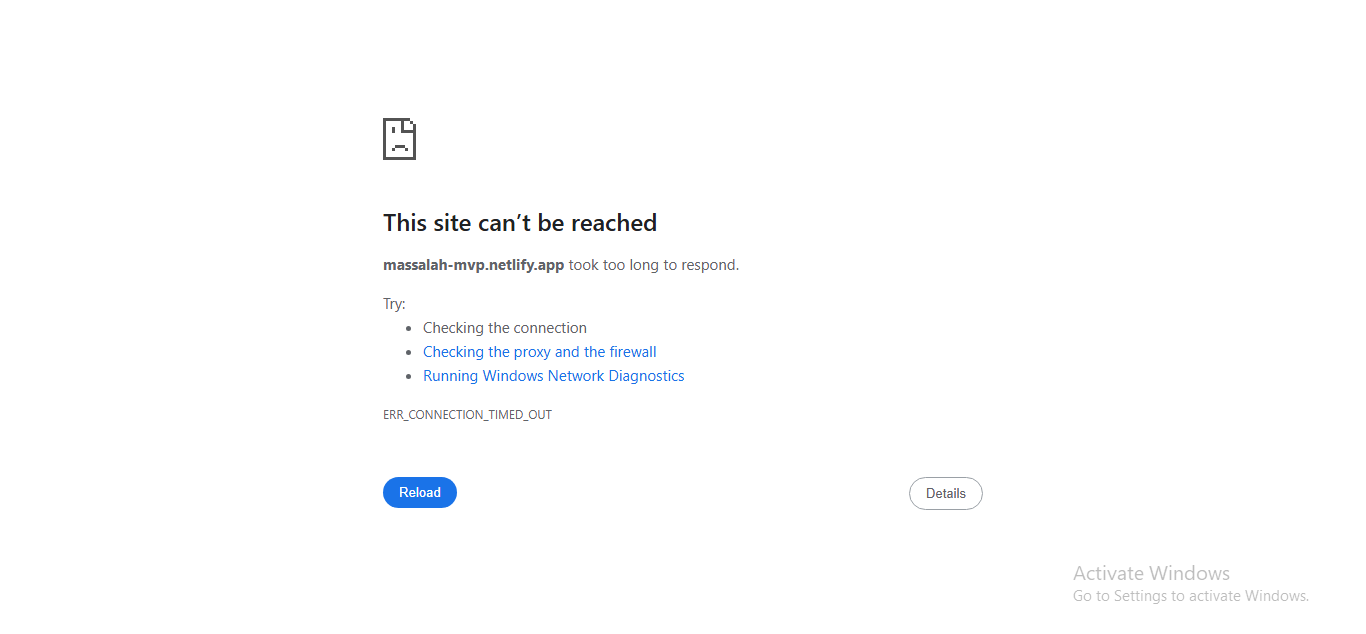 This site can’t be reached
massalah-mvp.netlify.app took too long to respond.
Try:
• Checking the connection
• Checking the proxy and the firewall
• Running Windows Network Diagnostics
ERR_CONNECTION_TIMED_OUT
Reload
Details
Activate Windows
Go to Settings to activate Windows.